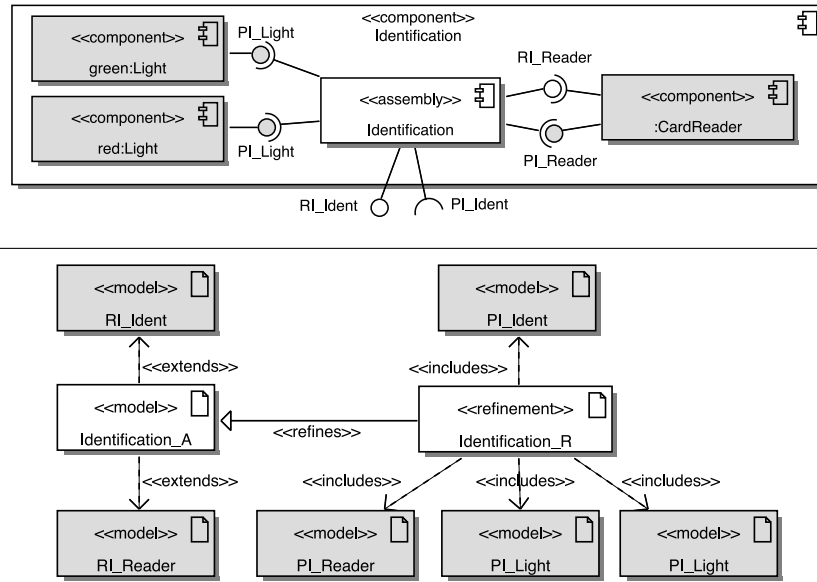 <<component>>
Identification
<<component>>
green:Light
PI_Light
<<component>>
red:Light
PI_Light
<<assembly>>
Identification
RI_Reader
PI_Reader
<<component>>
:CardReader
RI_Ident
PI_Ident
<<model>>
RI_Ident
<<model>>
PI_Ident
<<extends>>
<<includes>>
<<model>>
Identification_A
<<refines>>
<<refinement>>
Identification_R
<<extends>>
<<includes>>
<<includes>>
<<includes>>
<<model>>
RI_Reader
<<model>>
PI_Reader
<<model>>
PI_Light
<<model>>
PI_Light